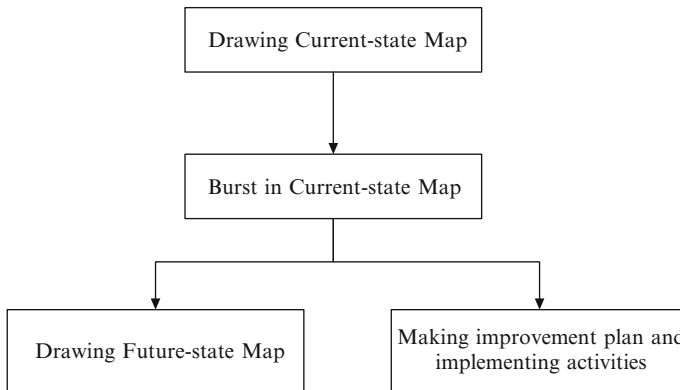 Drawing Current-state Map
Burst in Current-state Map
Drawing Future-state Map
Making improvement plan and
implementing activities